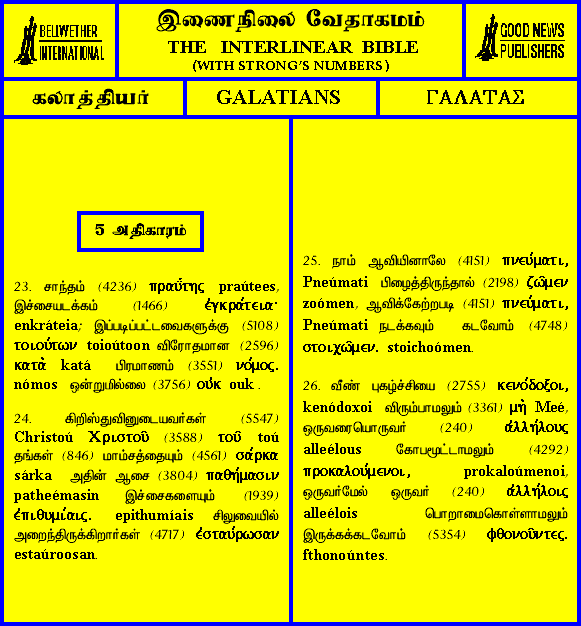 BELLWETHER
INTERNATIONAL
இணைநிலை வேதாகமம்
THE INTERLINEAR BIBLE
(WITH STRONG'S NUMBERS)
GOOD NEWS
PUBLISHERS
கலாத்தியர்
GALATIANS
ΓΑΛΑΤΑΣ
5 அதிகாரம்
23. சாந்தம் (4236) πραΰτης praútees,
இச்சையடக்கம் (1466) ἐγκράτεια·
enkráteia; இப்படிப்பட்டவைகளுக்கு (5108)
τοιούτων toioútoon விரோதமான (2596)
κατὰ katá பிரமாணம் (3551) νόμος.
nómos ஒன்றுமில்லை (3756) οὐκ ouk .
24. கிறிஸ்துவினுடையவர்கள் (5547)
Christoú Χριστοῦ (3588) τοῦ toú
தங்கள் (846) மாம்சத்தையும் (4561) σάρκα
sárka அதின் ஆசை (3804) παθήμασιν
patheémasin இச்சைகளையும் (1939)
ἐπιθυμίαις. epithumíais சிலுவையில்
அறைந்திருக்கிறார்கள் (4717) ἐσταύρωσαν
estaúroosan.
25. நாம் ஆவியினாலே (4151) πνεύματι,
Pneúmati பிழைத்திருந்தால் (2198) ζῶμεν
zoómen, ஆவிக்கேற்றபடி (4151) πνεύματι,
Pneúmati நடக்கவும் கடவோம் (4748)
στοιχῶμεν. stoichoómen.
26. வீண் புகழ்ச்சியை (2755) κενόδοξοι,
kenódoxoi விரும்பாமலும் (3361) μὴ Meé,
ஒருவரையொருவர் (240) ἀλλήλους
alleélous கோபமூட்டாமலும் (4292)
προκαλούμενοι, prokaloúmenoi,
ஒருவர்மேல் ஒருவர் (240) ἀλλήλοις
alleélois பொறாமைகொள்ளாமலும்
இருக்கக்கடவோம் (5354) φθονοῦντες.
fthonoúntes.